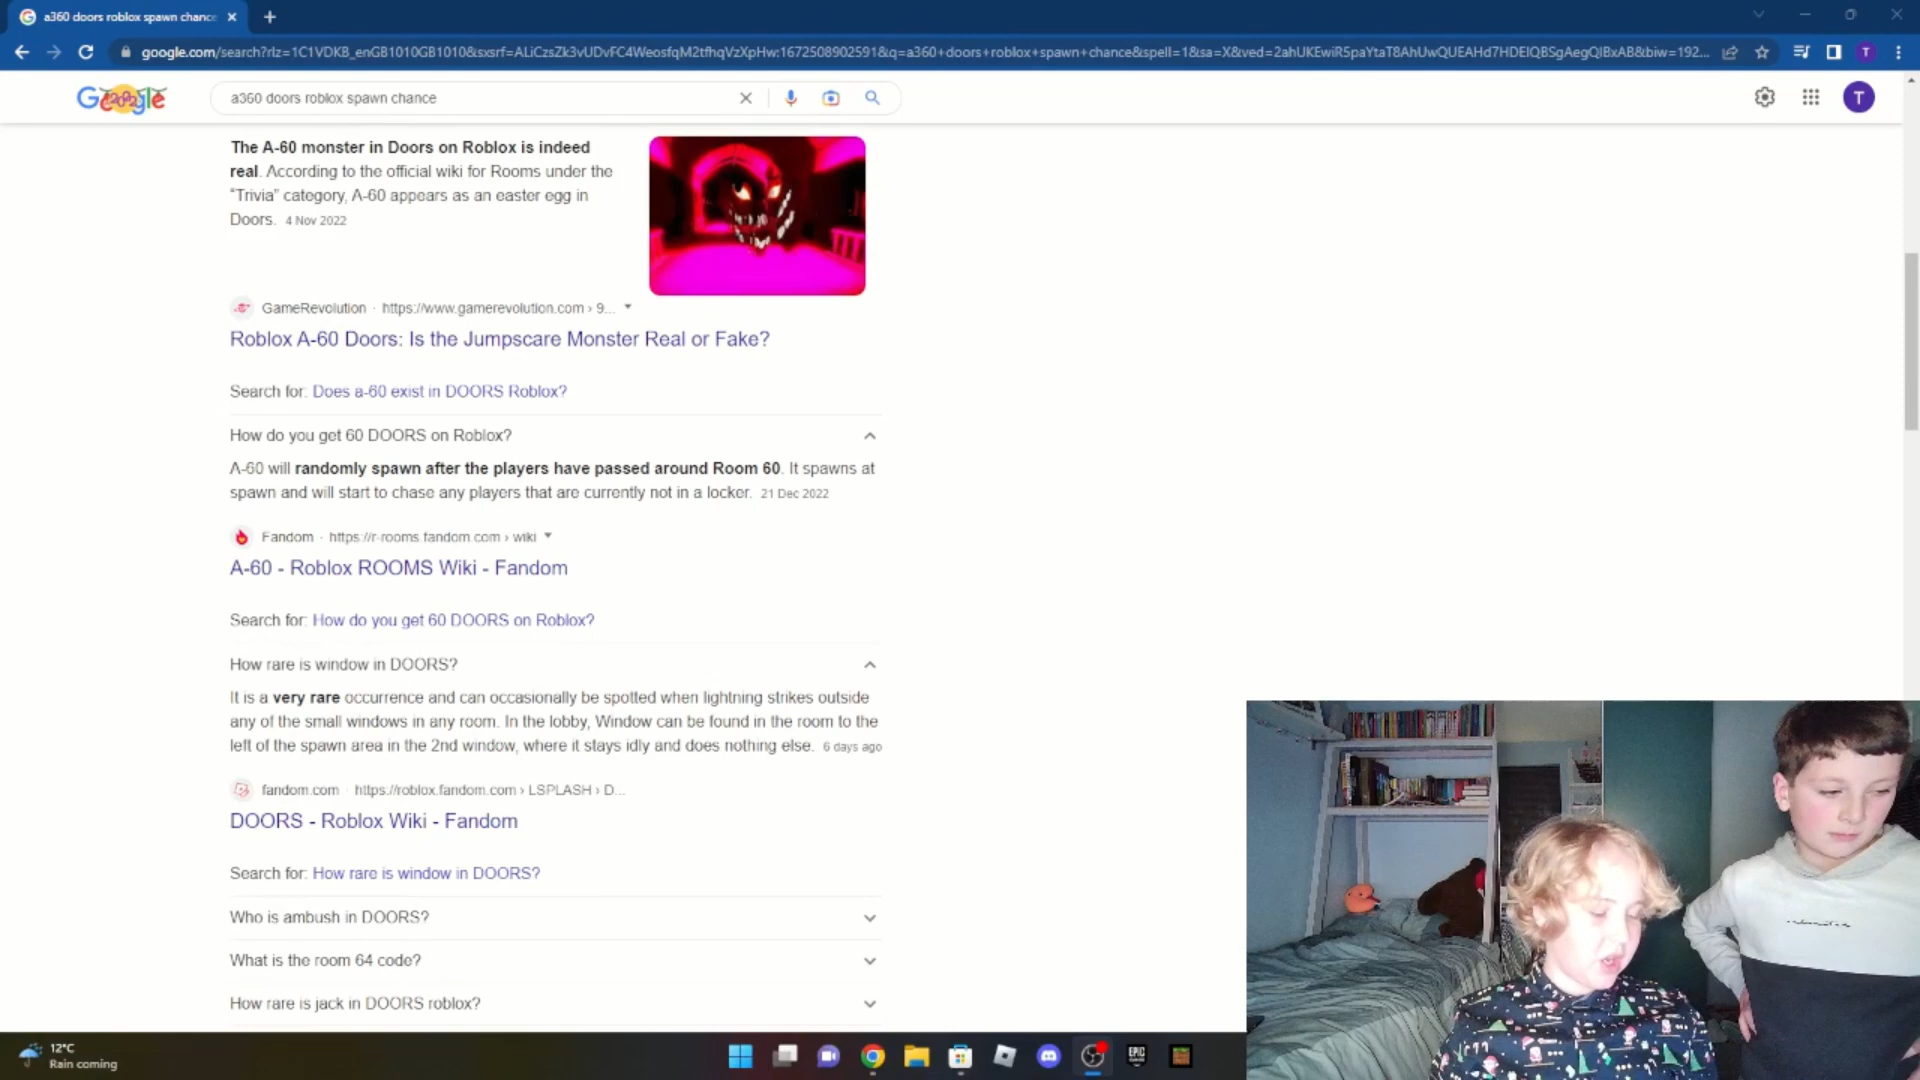 a360 doors roblox spawn chance
google.com/search?rlz=1C1VDKB_enGB1010GB1010&sxsrf=ALiCzsZk3vUDvFC4WeosfqM2tfhqVzXpHw:1672508902591&q=a360+doors+roblox+spawn+chance&spell=1&sa=X&ved=2ahUKEwiR5paYtaT8AhUwQUEAHd7HDEIQBSgAegQIBxAB&biw=192...
T
Google
a360 doors roblox spawn chance
T
The A-60 monster in Doors on Roblox is indeed
real. According to the official wiki for Rooms under the
“Trivia” category, A-60 appears as an easter egg in
Doors. 4 Nov 2022
GameRevolution · https://www.gamerevolution.com › 9...
Roblox A-60 Doors: Is the Jumpscare Monster Real or Fake?
Search for: Does a-60 exist in DOORS Roblox?
How do you get 60 DOORS on Roblox?
A-60 will randomly spawn after the players have passed around Room 60. It spawns at
spawn and will start to chase any players that are currently not in a locker. 21 Dec 2022
Fandom · https://r-rooms.fandom.com › wiki
A-60 - Roblox ROOMS Wiki - Fandom
Search for: How do you get 60 DOORS on Roblox?
How rare is window in DOORS?
It is a very rare occurrence and can occasionally be spotted when lightning strikes outside
any of the small windows in any room. In the lobby, Window can be found in the room to the
left of the spawn area in the 2nd window, where it stays idly and does nothing else. 6 days ago
fandom.com · https://roblox.fandom.com › LSPLASH › D...
DOORS - Roblox Wiki - Fandom
Search for: How rare is window in DOORS?
Who is ambush in DOORS?
What is the room 64 code?
How rare is jack in DOORS roblox?
12°C
Rain coming
EPIC